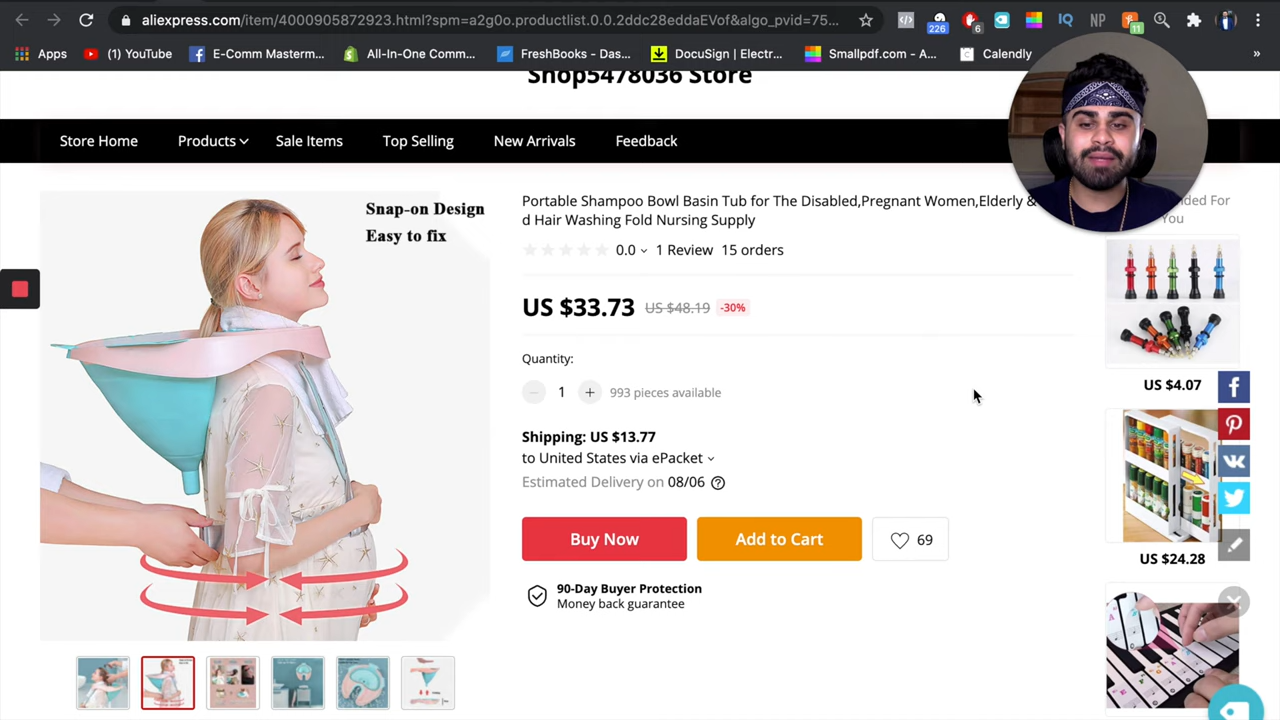 aliexpress.com/item/4000905872923.html?spm=a2g0o.productlist.0.0.2ddc28eddaEVof&algo_pvid=75...
226
6
IQ
NP
11
Apps
(1) YouTube
E-Comm Masterm...
All-In-One Comm...
FreshBooks - Das...
DocuSign | Electr...
Smallpdf.com - A...
Calendly
»
Shop5478036 Store
Store Home
Products
Sale Items
Top Selling
New Arrivals
Feedback
Snap-on Design
Easy to fix
Portable Shampoo Bowl Basin Tub for The Disabled,Pregnant Women,Elderly &
d Hair Washing Fold Nursing Supply
0.0
1 Review
15 orders
US $33.73
US $48.19
-30%
Quantity:
1
993 pieces available
Shipping: US $13.77
to United States via ePacket
Estimated Delivery on 08/06
Buy Now
Add to Cart
69
90-Day Buyer Protection
Money back guarantee
You
US $4.07
US $24.28